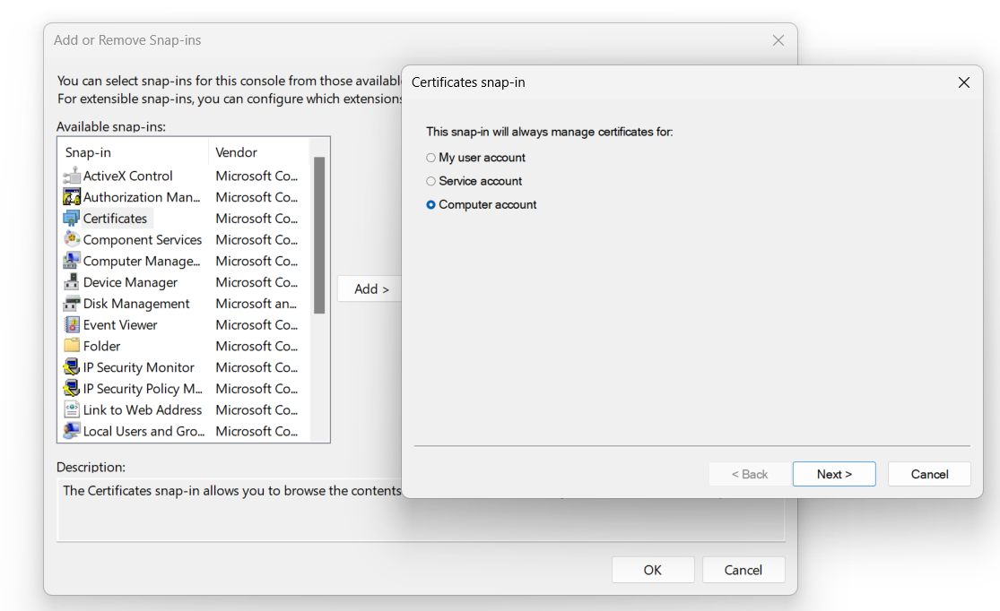 Add or Remove Snap-ins
You can select snap-ins for this console from those
For extensible snap-ins, you can configure which extensions
Available snap-ins:
Snap-in Vendor
ActiveX Control Microsoft Co...
Authorization Man... Microsoft Co...
Certificates Microsoft Co...
Component Services Microsoft Co...
Computer Manage... Microsoft Co...
Device Manager Microsoft Co...
Disk Management Microsoft an...
Event Viewer Microsoft Co...
Folder Microsoft Co...
IP Security Monitor Microsoft Co...
IP Security Policy M... Microsoft Co...
Link to Web Address Microsoft Co...
Local Users and Gro... Microsoft Co...
Add >
Description:
The Certificates snap-in allows you to browse the contents
OK Cancel
Certificates snap-in
This snap-in will always manage certificates for:
My user account
Service account
Computer account
< Back Next > Cancel